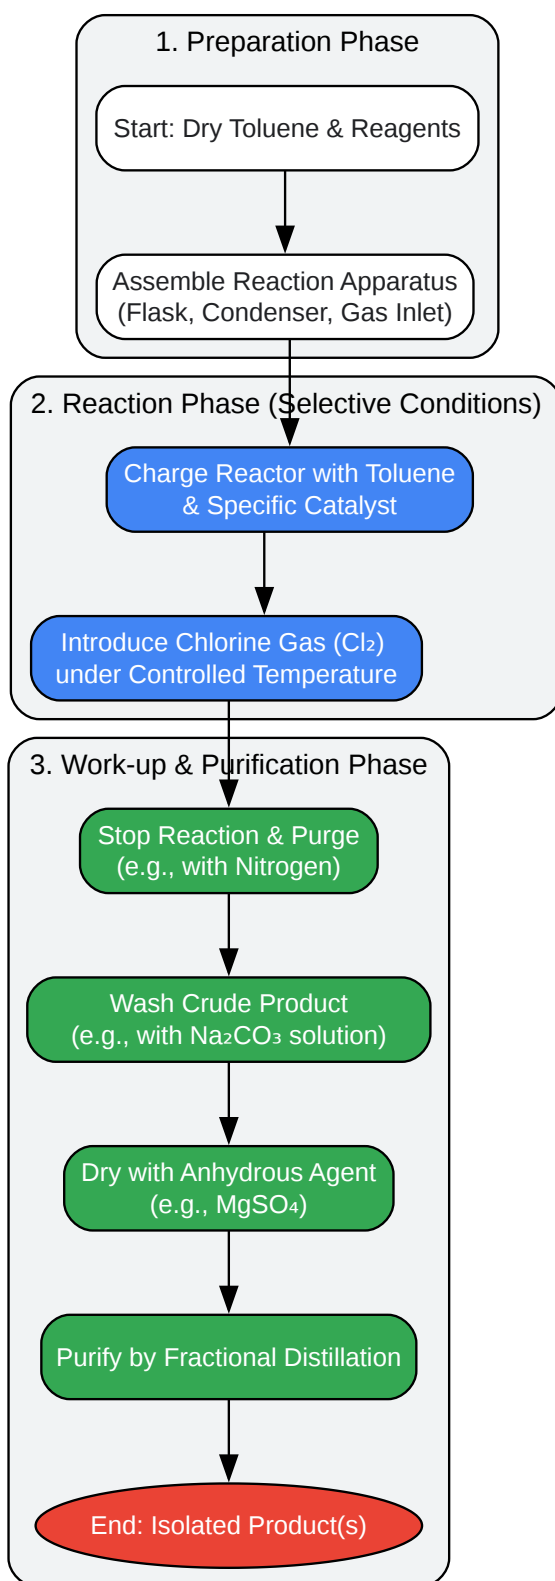 1. Preparation Phase
Start: Dry Toluene & Reagents
Assemble Reaction Apparatus
(Flask, Condenser, Gas Inlet)
2. Reaction Phase (Selective Conditions)
Charge Reactor with Toluene
& Specific Catalyst
Introduce Chlorine Gas (Cl₂)
under Controlled Temperature
3. Work-up & Purification Phase
Stop Reaction & Purge
(e.g., with Nitrogen)
Wash Crude Product
(e.g., with Na₂CO₃ solution)
Dry with Anhydrous Agent
(e.g., MgSO₄)
Purify by Fractional Distillation
End: Isolated Product(s)